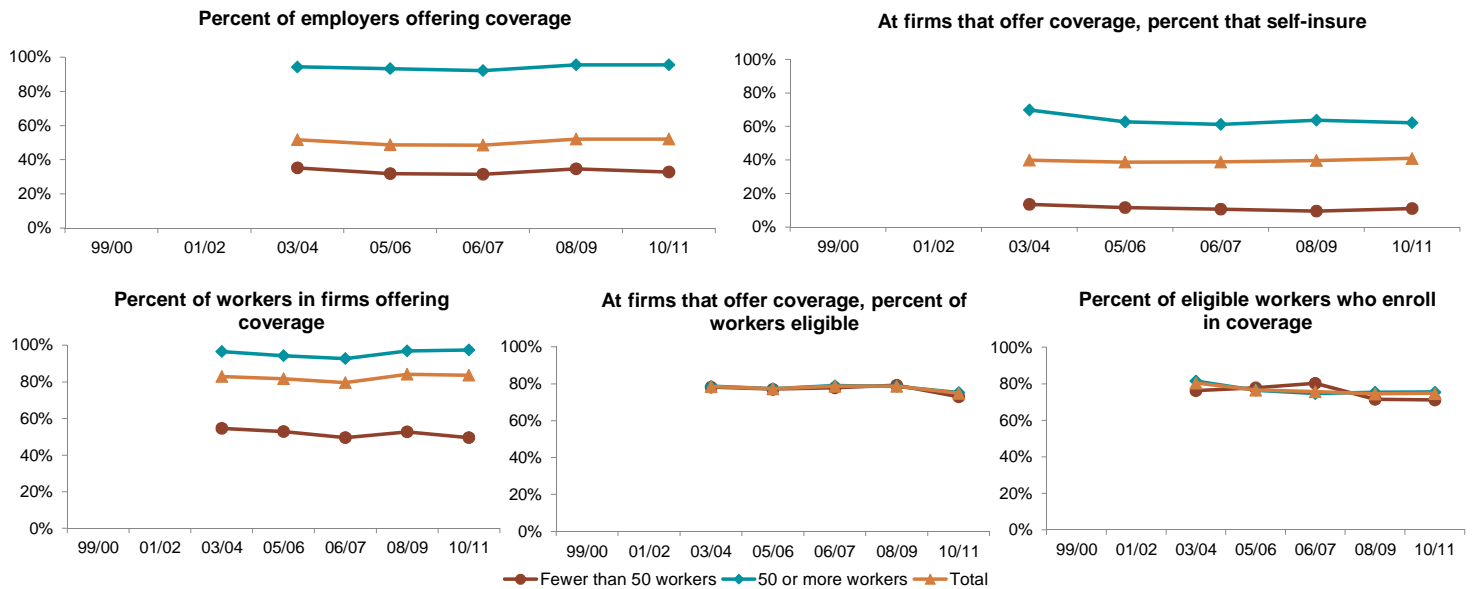 Percent of employers offering coverage
100%
80%
60%
40%
20%
0%
99/00 01/02 03/04 05/06 06/07 08/09 10/11
At firms that offer coverage, percent that self-insure
100%
80%
60%
40%
20%
0%
99/00 01/02 03/04 05/06 06/07 08/09 10/11
Percent of workers in firms offering
coverage
100%
80%
60%
40%
20%
0%
99/00 01/02 03/04 05/06 06/07 08/09 10/11
At firms that offer coverage, percent of
workers eligible
100%
80%
60%
40%
20%
0%
99/00 01/02 03/04 05/06 06/07 08/09 10/11
Percent of eligible workers who enroll
in coverage
100%
80%
60%
40%
20%
0%
99/00 01/02 03/04 05/06 06/07 08/09 10/11
Fewer than 50 workers 50 or more workers Total